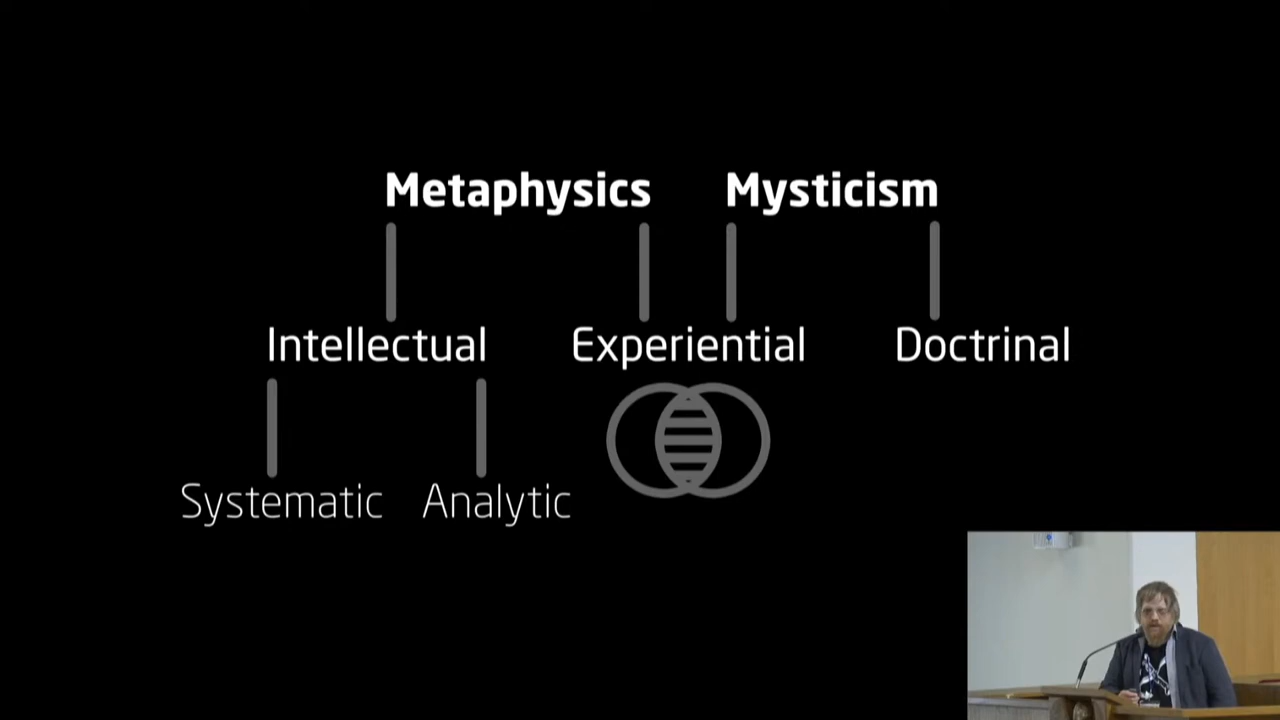 Metaphysics Mysticism
Intellectual Experiential Doctrinal
Systematic Analytic